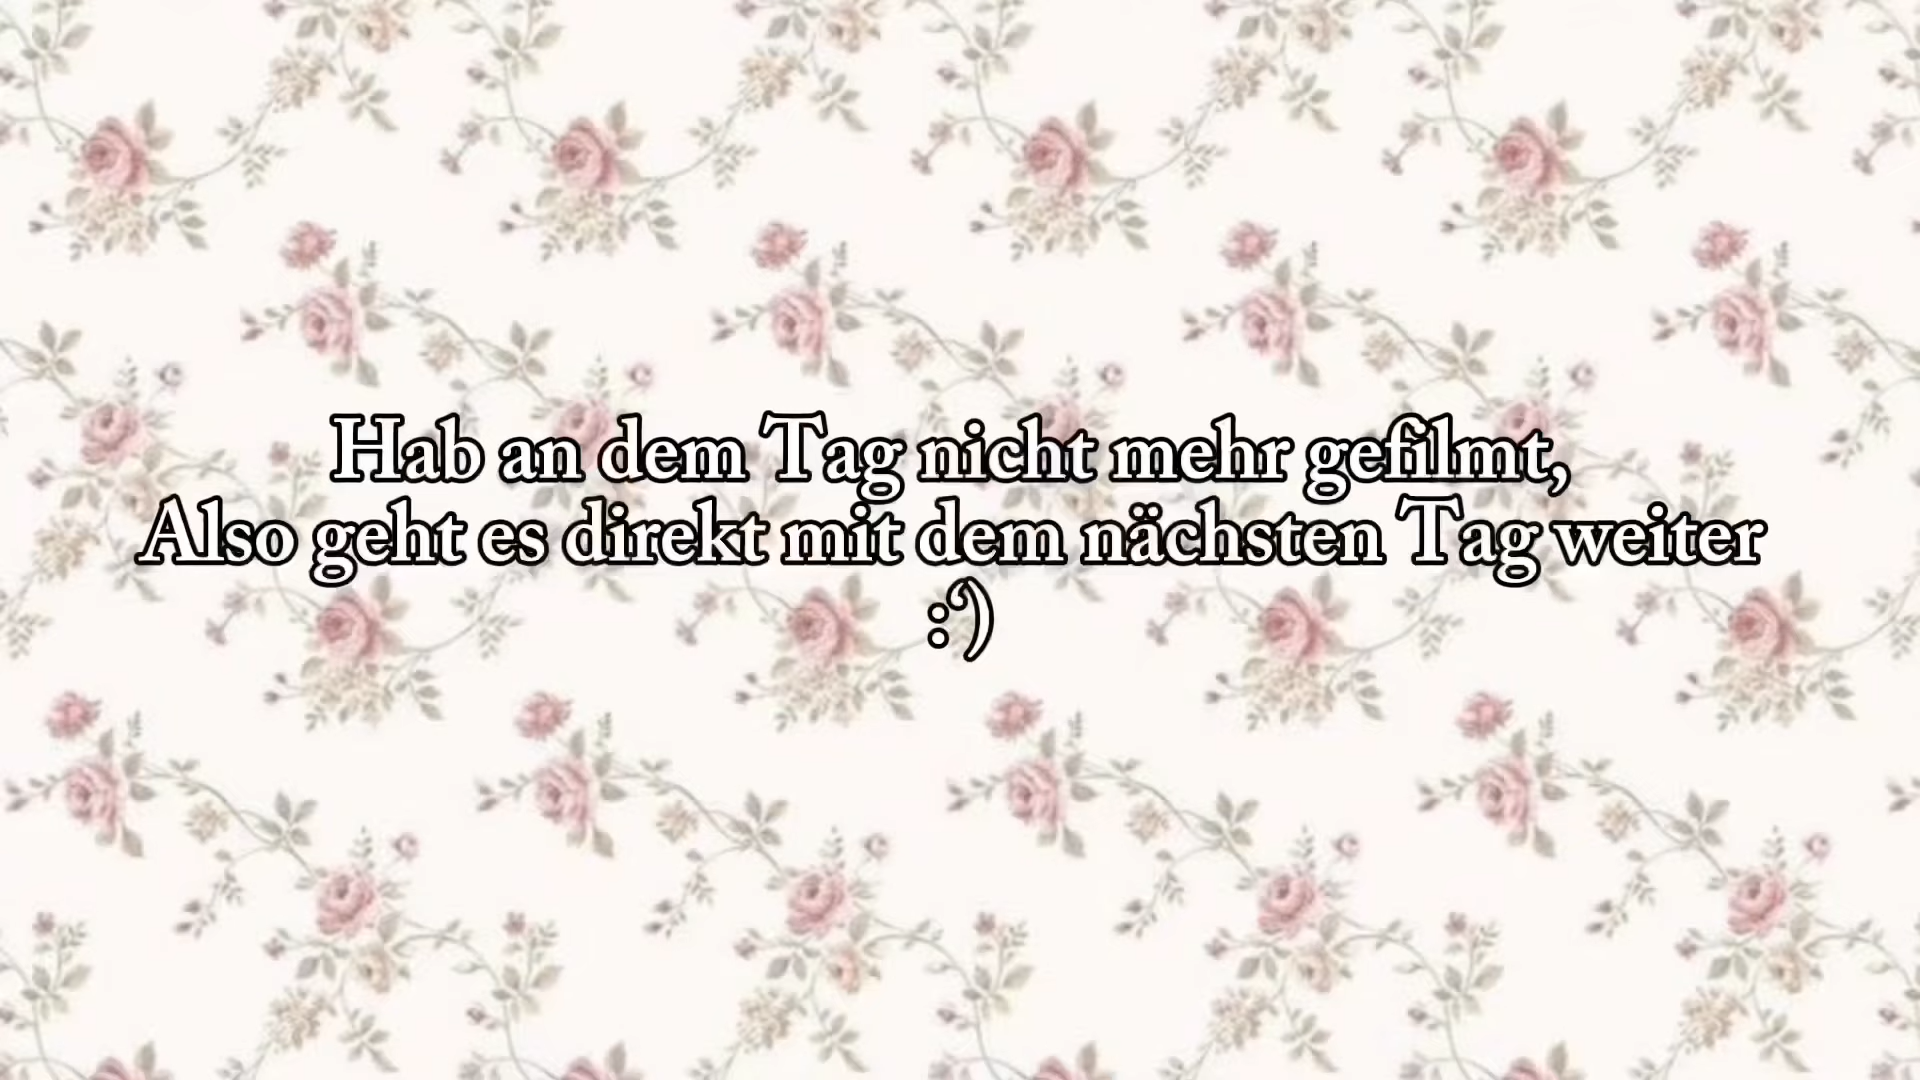 Hab an dem Tag nicht mehr gefilmt,
Also geht es direkt mit dem nächsten Tag weiter
:‘)